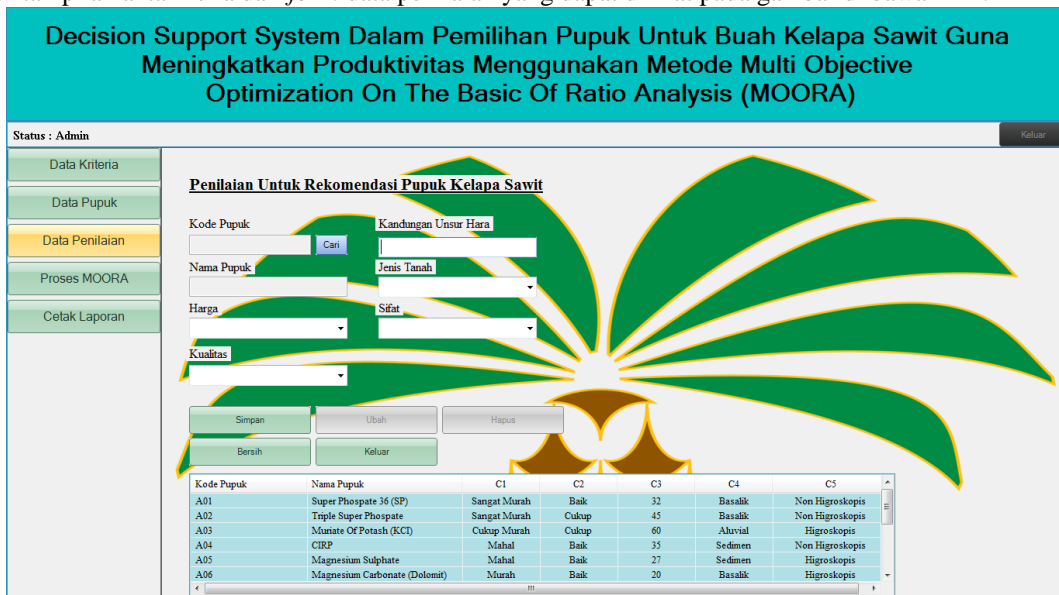 Decision Support System Dalam Pemilihan Pupuk Untuk Buah Kelapa Sawit Guna
Meningkatkan Produktivitas Menggunakan Metode Multi Objective
Optimization On The Basic Of Ratio Analysis (MOORA)
Status : Admin
Keluar
Data Kriteria
Data Pupuk
Data Penilaian
Proses MOORA
Cetak Laporan
Penilaian Untuk Rekomendasi Pupuk Kelapa Sawit
Kode Pupuk Kandungan Unsur Hara
Cari
Nama Pupuk Jenis Tanah
Harga Sifat
Kualitas
Simpan Ubah Hapus
Bersih Keluar
Kode Pupuk Nama Pupuk C1 C2 C3 C4 C5
A01 Super Phospate 36 (SP) Sangat Murah Baik 32 Basalik Non Higroskopis
A02 Triple Super Phospate Sangat Murah Cukup 45 Basalik Non Higroskopis
A03 Muriate Of Potash (KCI) Cukup Murah Cukup 60 Aluvial Higroskopis
A04 CIRP Mahal Baik 35 Sedimen Non Higroskopis
A05 Magnesium Sulphate Mahal Baik 27 Sedimen Higroskopis
A06 Magnesium Carbonate (Dolomit) Murah Baik 20 Basalik Higroskopis